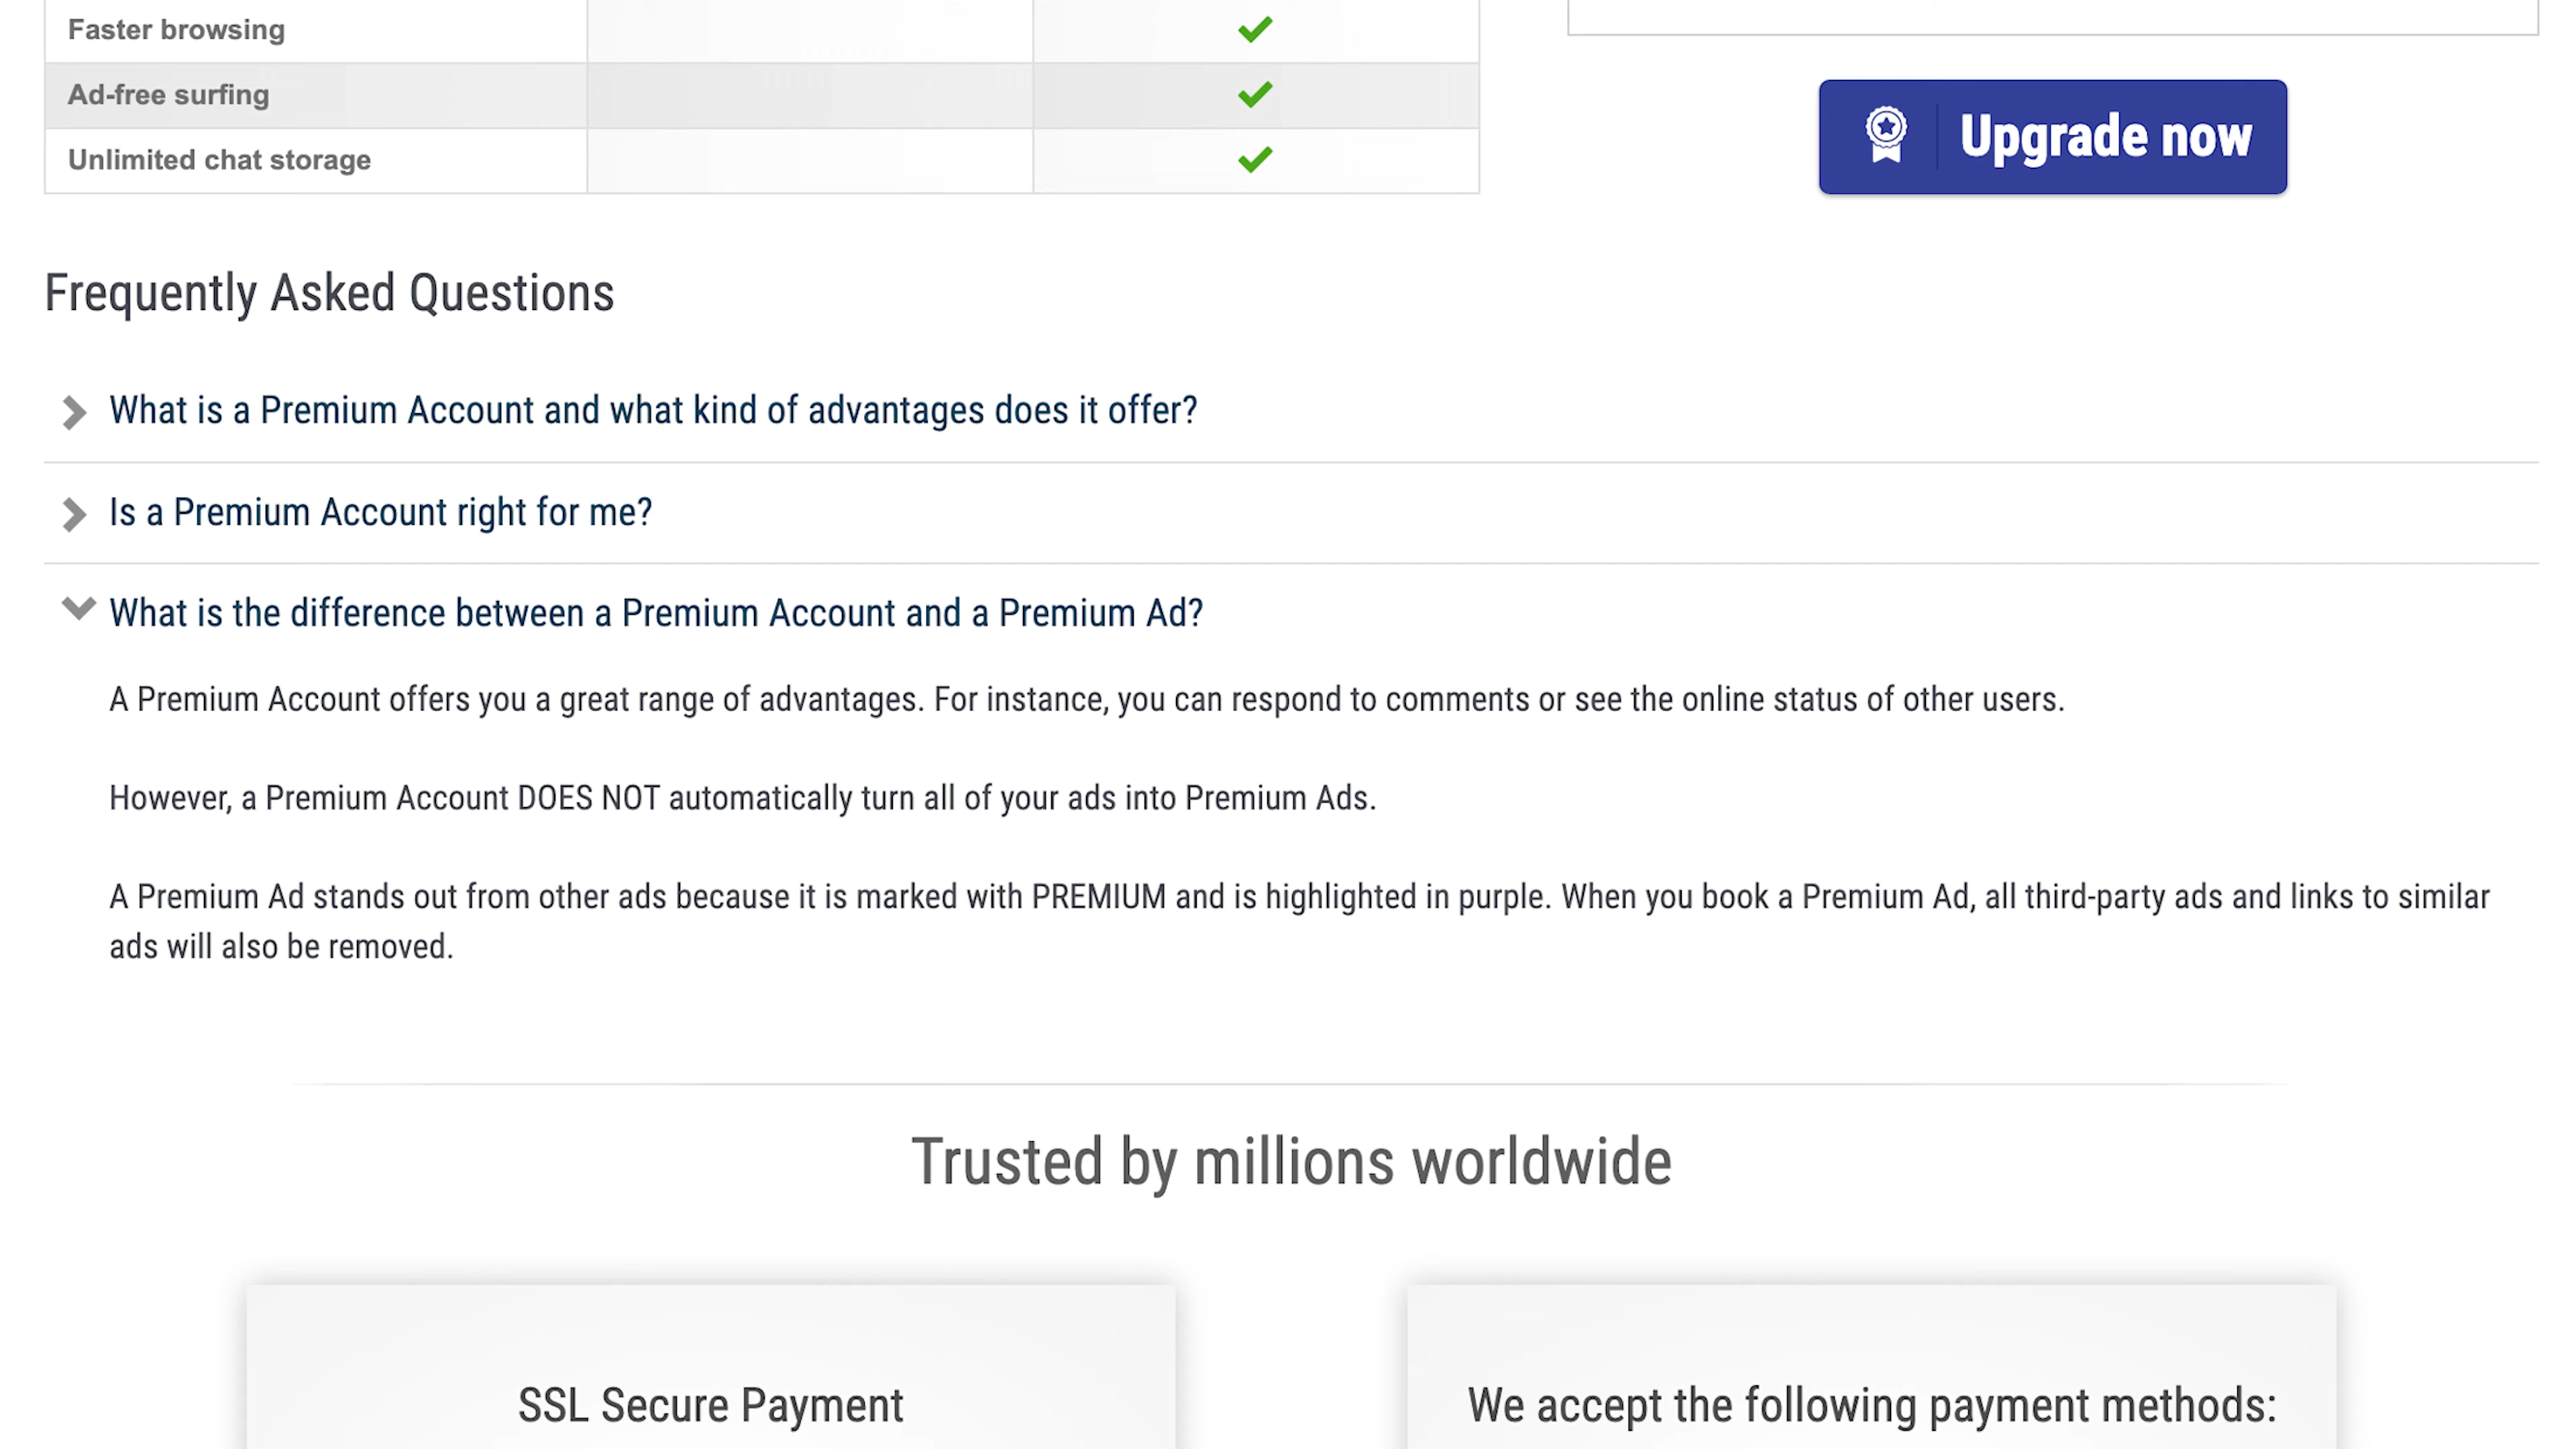 Faster browsing
Ad-free surfing
Unlimited chat storage
Upgrade now
Frequently Asked Questions
What is a Premium Account and what kind of advantages does it offer?
Is a Premium Account right for me?
What is the difference between a Premium Account and a Premium Ad?
A Premium Account offers you a great range of advantages. For instance, you can respond to comments or see the online status of other users.
However, a Premium Account DOES NOT automatically turn all of your ads into Premium Ads.
A Premium Ad stands out from other ads because it is marked with PREMIUM and is highlighted in purple. When you book a Premium Ad, all third-party ads and links to similar
ads will also be removed.
Trusted by millions worldwide
SSL Secure Payment
We accept the following payment methods: